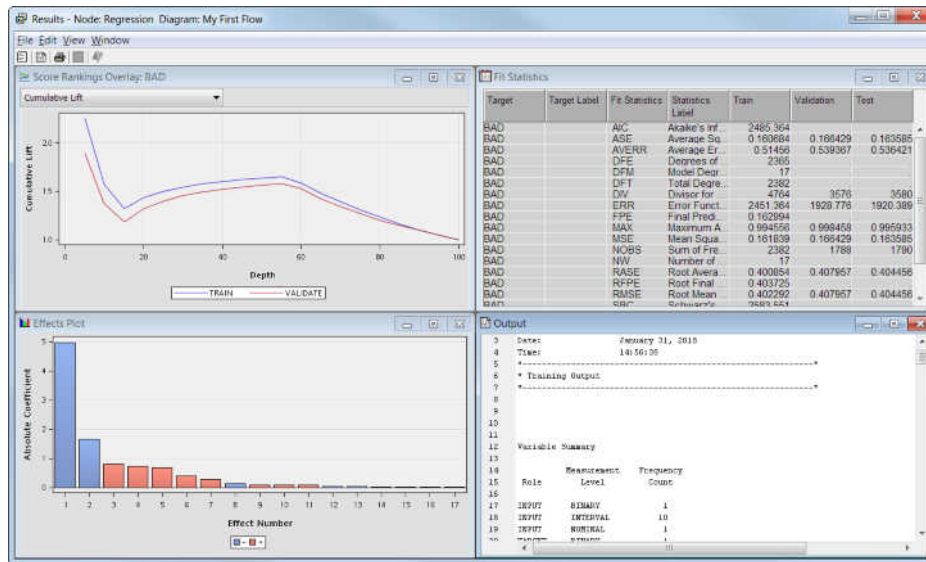 Results - Node: Regression Diagram: My First Flow
File Edit View Window
Score Rankings Overlay: BAD
Cumulative Lift
Cumulative Lift
2.0
1.5
1.0
0 20 40 60 80 100
Depth
TRAIN VALIDATE
Fit Statistics
Target Target Label Fit Statistics Statistics Label Train Validation Test
BAD AIC Akaike's Inf... 2485.364 . .
BAD ASE Average Sq... 0.160684 0.166429 0.163585
BAD AVERR Average Er... 0.51456 0.539367 0.536421
BAD DFE Degrees of ... 2365 . .
BAD DFM Model Degr... 17 . .
BAD DFT Total Degre... 2382 . .
BAD DIV Divisor for ... 4764 3576 3580
BAD ERR Error Funct... 2451.364 1928.776 1920.389
BAD FPE Final Predi... 0.162994 . .
BAD MAX Maximum A... 0.994556 0.998458 0.995933
BAD MSE Mean Squa... 0.161839 0.166429 0.163585
BAD NOBS Sum of Fre... 2382 1788 1790
BAD NW Number of ... 17 . .
BAD RASE Root Avera... 0.400854 0.407957 0.404456
BAD RFPE Root Final ... 0.403725 . .
BAD RMSE Root Mean ... 0.402292 0.407957 0.404456
BAD SBC Schwarz's ... 2583.551
Effects Plot
Absolute Coefficient
5
4
3
2
1
0
1 2 3 4 5 6 7 8 9 10 11 12 13 14 15 16 17
Effect Number
- +
Output
3 Date: January 31, 2018
4 Time:
5 *------------------------------------------------------------*
6 * Training Output
7 *------------------------------------------------------------*
8
9
10
11
12 Variable Summary
13
14 Measurement Frequency
15 Role Level Count
16
17 INPUT BINARY 1
18 INPUT INTERVAL 10
19 INPUT NOMINAL 1
20 TARGET BINARY 1